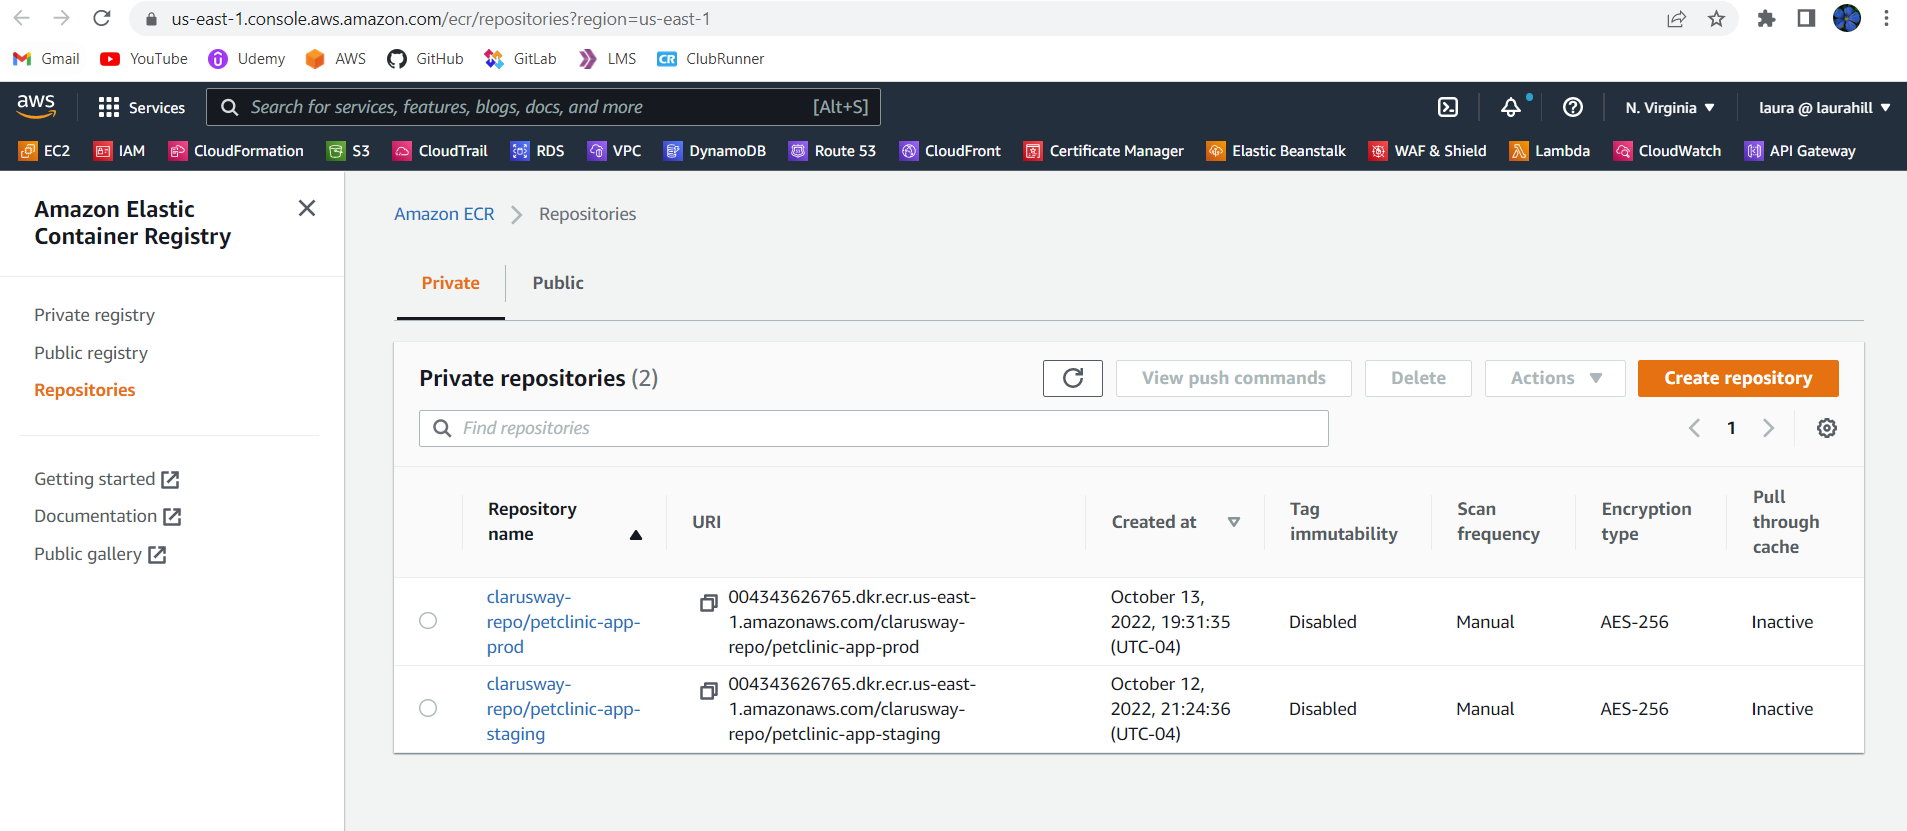 us-east-1.console.aws.amazon.com/ecr/repositories?region=us-east-1
Gmail YouTube Udemy AWS GitHub GitLab LMS CR ClubRunner
aws Services Search for services, features, blogs, docs, and more [Alt+S] N. Virginia laura @ laurahill
EC2 IAM CloudFormation S3 CloudTrail RDS VPC DynamoDB Route 53 CloudFront Certificate Manager Elastic Beanstalk WAF & Shield Lambda CloudWatch API Gateway
Amazon Elastic
Container Registry
Private registry
Public registry
Repositories
Getting started
Documentation
Public gallery
Amazon ECR Repositories
Private Public
Private repositories (2) View push commands Delete Actions Create repository
Find repositories 1
Repository
name
URI
Created at
Tag
immutability
Scan
frequency
Encryption
type
Pull
through
cache
clarusway-
repo/petclinic-app-
prod
004343626765.dkr.ecr.us-east-
1.amazonaws.com/clarusway-
repo/petclinic-app-prod
October 13,
2022, 19:31:35
(UTC-04)
Disabled
Manual
AES-256
Inactive
clarusway-
repo/petclinic-app-
staging
004343626765.dkr.ecr.us-east-
1.amazonaws.com/clarusway-
repo/petclinic-app-staging
October 12,
2022, 21:24:36
(UTC-04)
Disabled
Manual
AES-256
Inactive